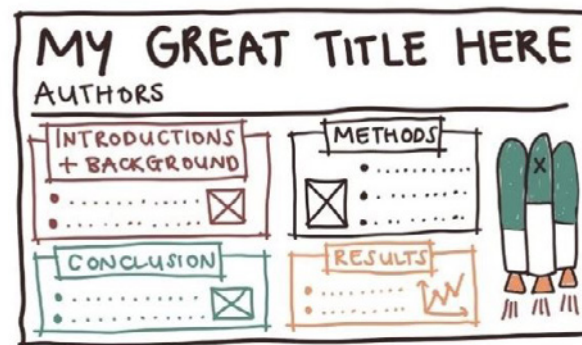 MY GREAT TITLE HERE
AUTHORS
INTRODUCTIONS
+ BACKGROUND
METHODS
X
CONCLUSION
RESULTS